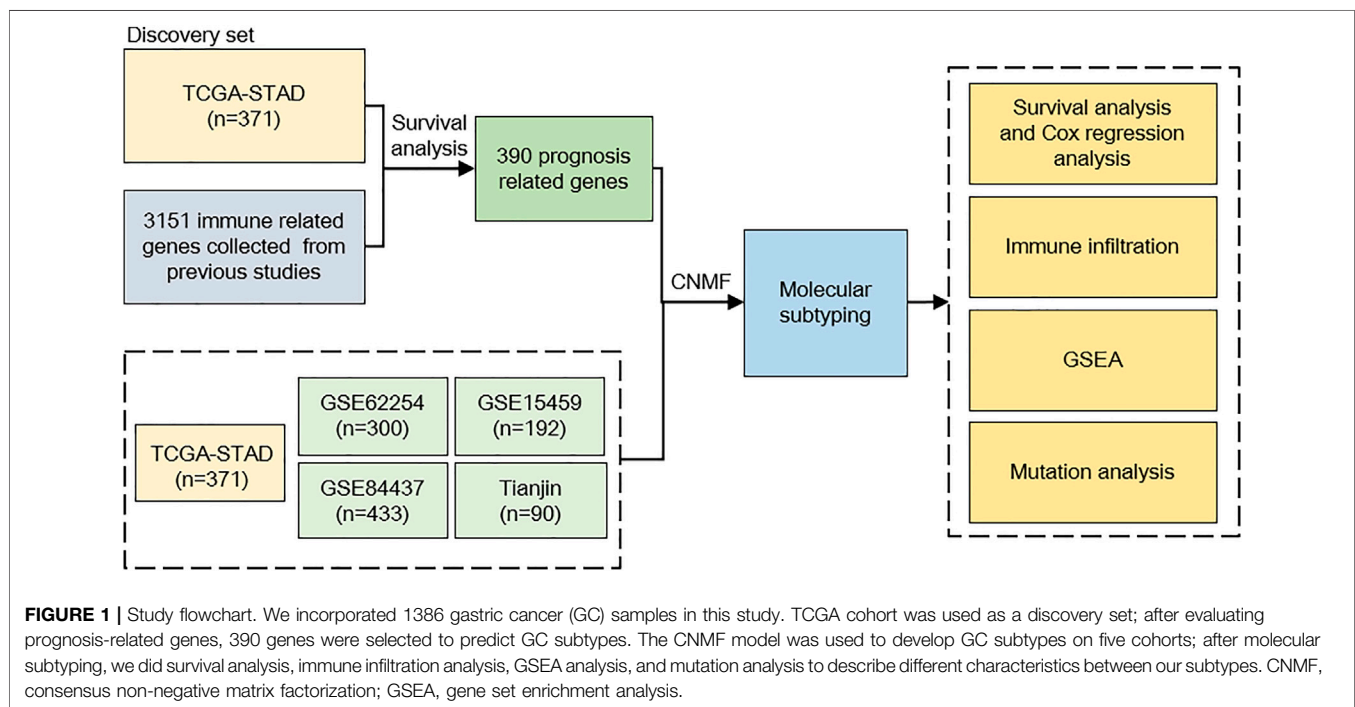 Discovery set
TCGA-STAD
(n=371)
3151 immune related
genes collected from
previous studies
Survival
analysis
390 prognosis
related genes
TCGA-STAD
(n=371)
GSE62254
(n=300)
GSE15459
(n=192)
GSE84437
(n=433)
Tianjin
(n=90)
CNMF
Molecular
subtyping
Survival analysis
and Cox regression
analysis
Immune infiltration
GSEA
Mutation analysis
FIGURE 1 | Study flowchart. We incorporated 1386 gastric cancer (GC) samples in this study. TCGA cohort was used as a discovery set; after evaluating
prognosis-related genes, 390 genes were selected to predict GC subtypes. The CNMF model was used to develop GC subtypes on five cohorts; after molecular
subtyping, we did survival analysis, immune infiltration analysis, GSEA analysis, and mutation analysis to describe different characteristics between our subtypes. CNMF,
consensus non-negative matrix factorization; GSEA, gene set enrichment analysis.